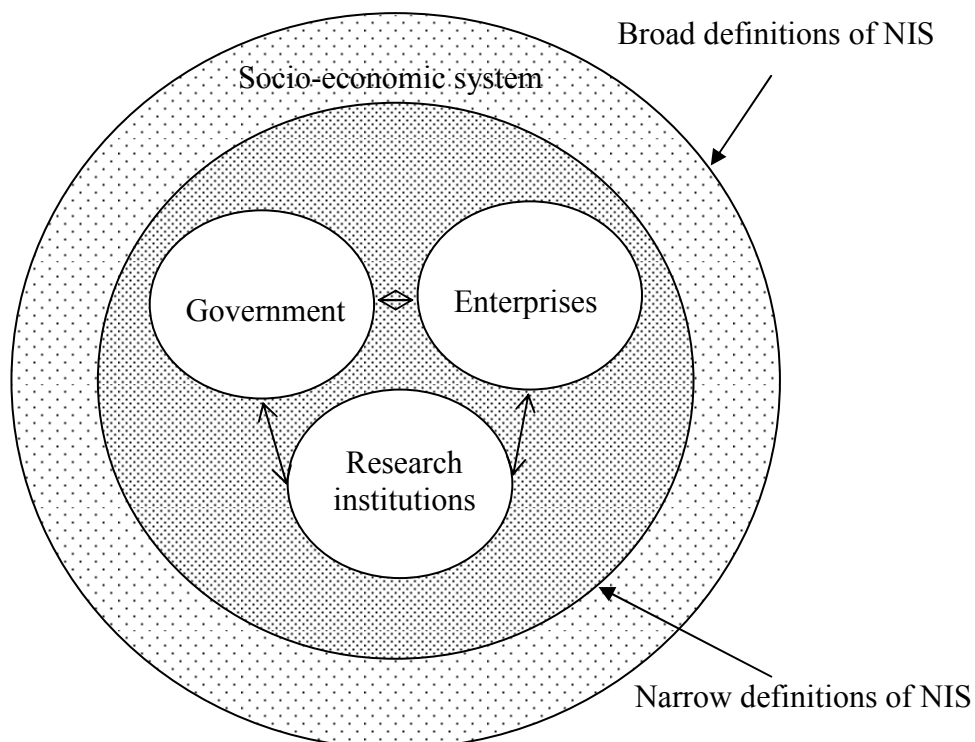 Broad definitions of NIS
Socio-economic system
Government
Enterprises
Research
institutions
Narrow definitions of NIS